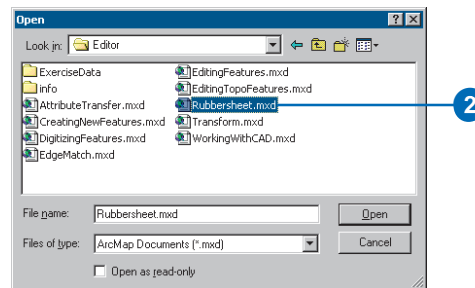 Open
Look in: Editor
ExerciseData
info
AttributeTransfer.mxd
CreatingNewFeatures.mxd
DigitizingFeatures.mxd
EdgeMatch.mxd
EditingFeatures.mxd
EditingTopoFeatures.mxd
Rubbersheet.mxd
Transform.mxd
WorkingWithCAD.mxd
2
File name: Rubbersheet.mxd Open
Files of type: ArcMap Documents (*.mxd) Cancel
Open as read-only